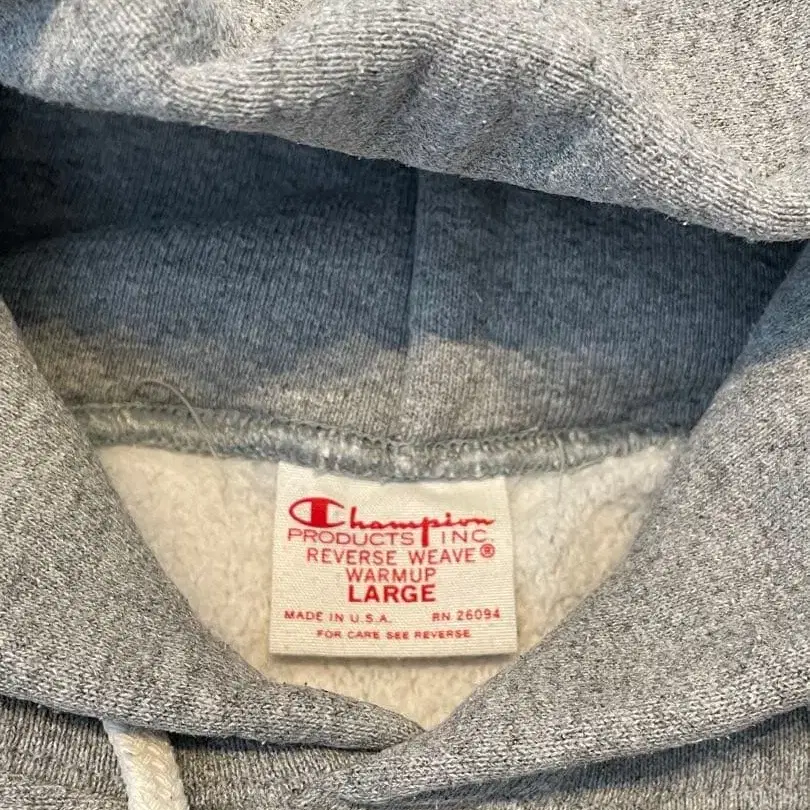 Champion
PRODUCTS INC.
REVERSE WEAVE®
WARMUP
LARGE
MADE IN U.S.A. RN 26094
FOR CARE SEE REVERSE